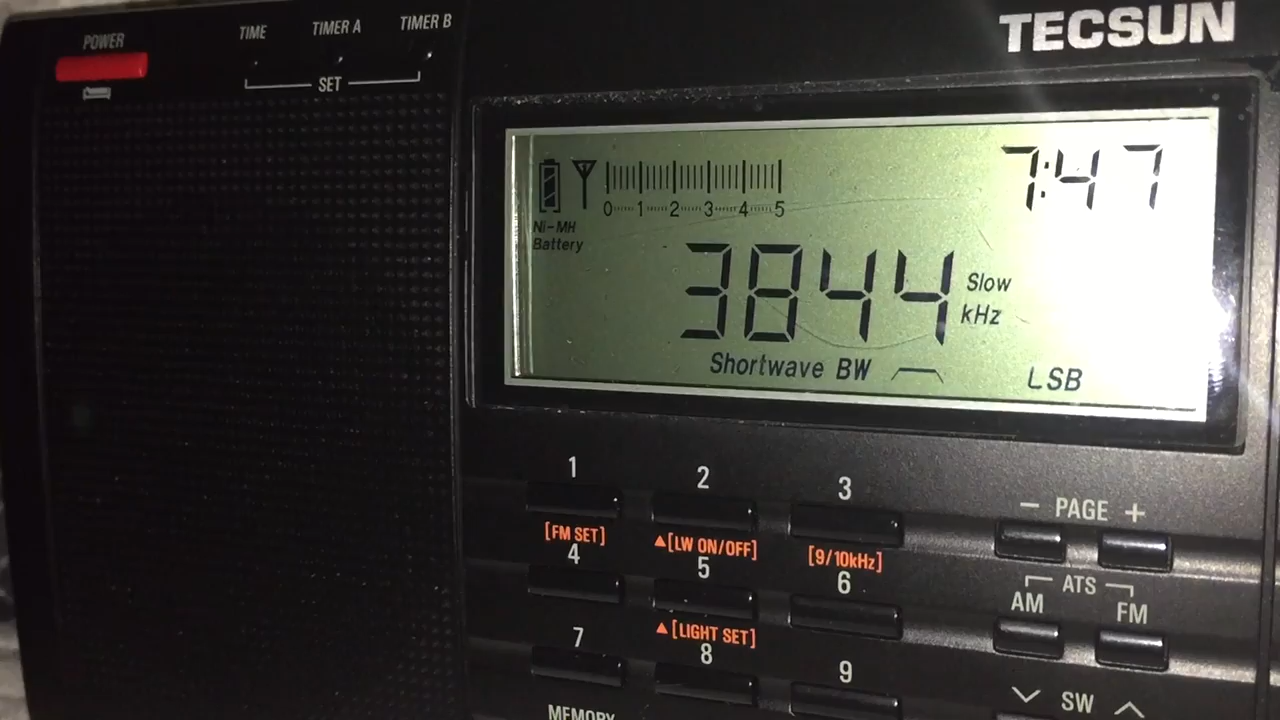 POWER
TIME
TIMER A
TIMER B
SET
TECSUN
7:47
0 1 2 3 4 5
Ni-MH
Battery
3844
Slow
kHz
Shortwave BW
LSB
1 2 3
[FM SET] ▲[LW ON/OFF] [9/10kHz]
4 5 6
▲[LIGHT SET]
7 8 9
− PAGE +
ATS
AM FM
SW
MEMORY